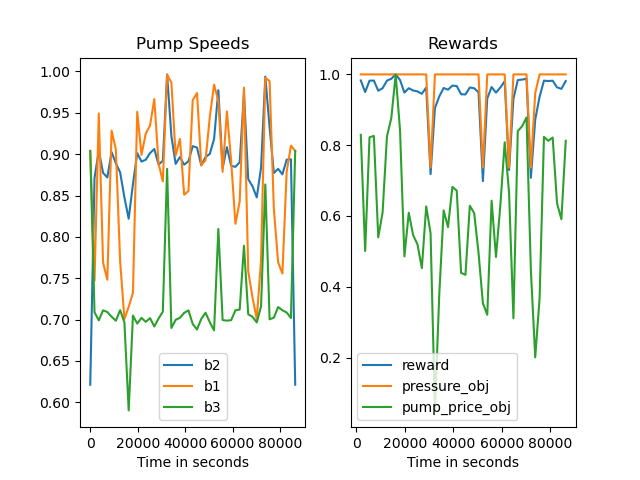 Pump Speeds
1.00
0.95
0.90
0.85
0.80
0.75
0.70
0.65
0.60
b2
b1
b3
0 20000 40000 60000 80000
Time in seconds
Rewards
1.0
0.8
0.6
0.4
0.2
reward
pressure_obj
pump_price_obj
0 20000 40000 60000 80000
Time in seconds